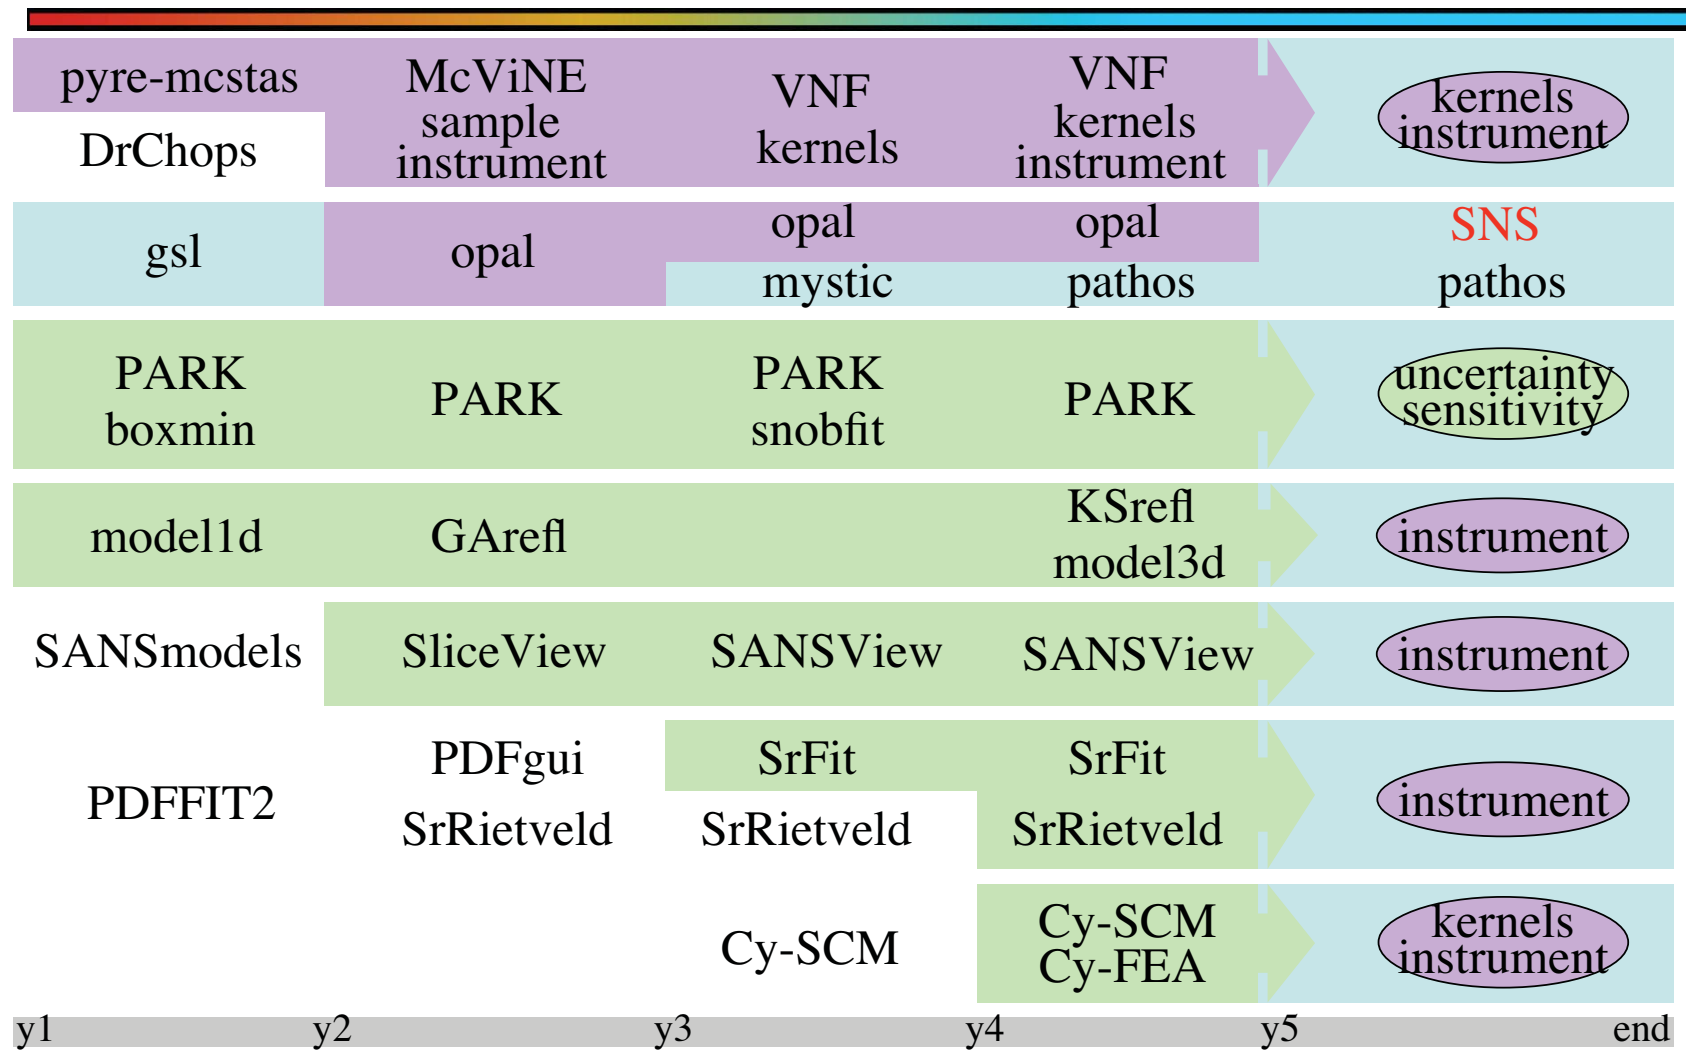 pyre-mcstas
DrChops
McViNE
sample
instrument
VNF
kernels
VNF
kernels
instrument
kernels
instrument
gsl
opal
opal
mystic
opal
pathos
SNS
pathos
PARK
boxmin
PARK
PARK
snobfit
PARK
uncertainty
sensitivity
model1d
GArefl
KSrefl
model3d
instrument
SANSmodels
SliceView
SANSView
SANSView
instrument
PDFFIT2
PDFgui
SrRietveld
SrFit
SrRietveld
SrFit
SrRietveld
instrument
Cy-SCM
Cy-SCM
Cy-FEA
kernels
instrument
y1 y2 y3 y4 y5 end